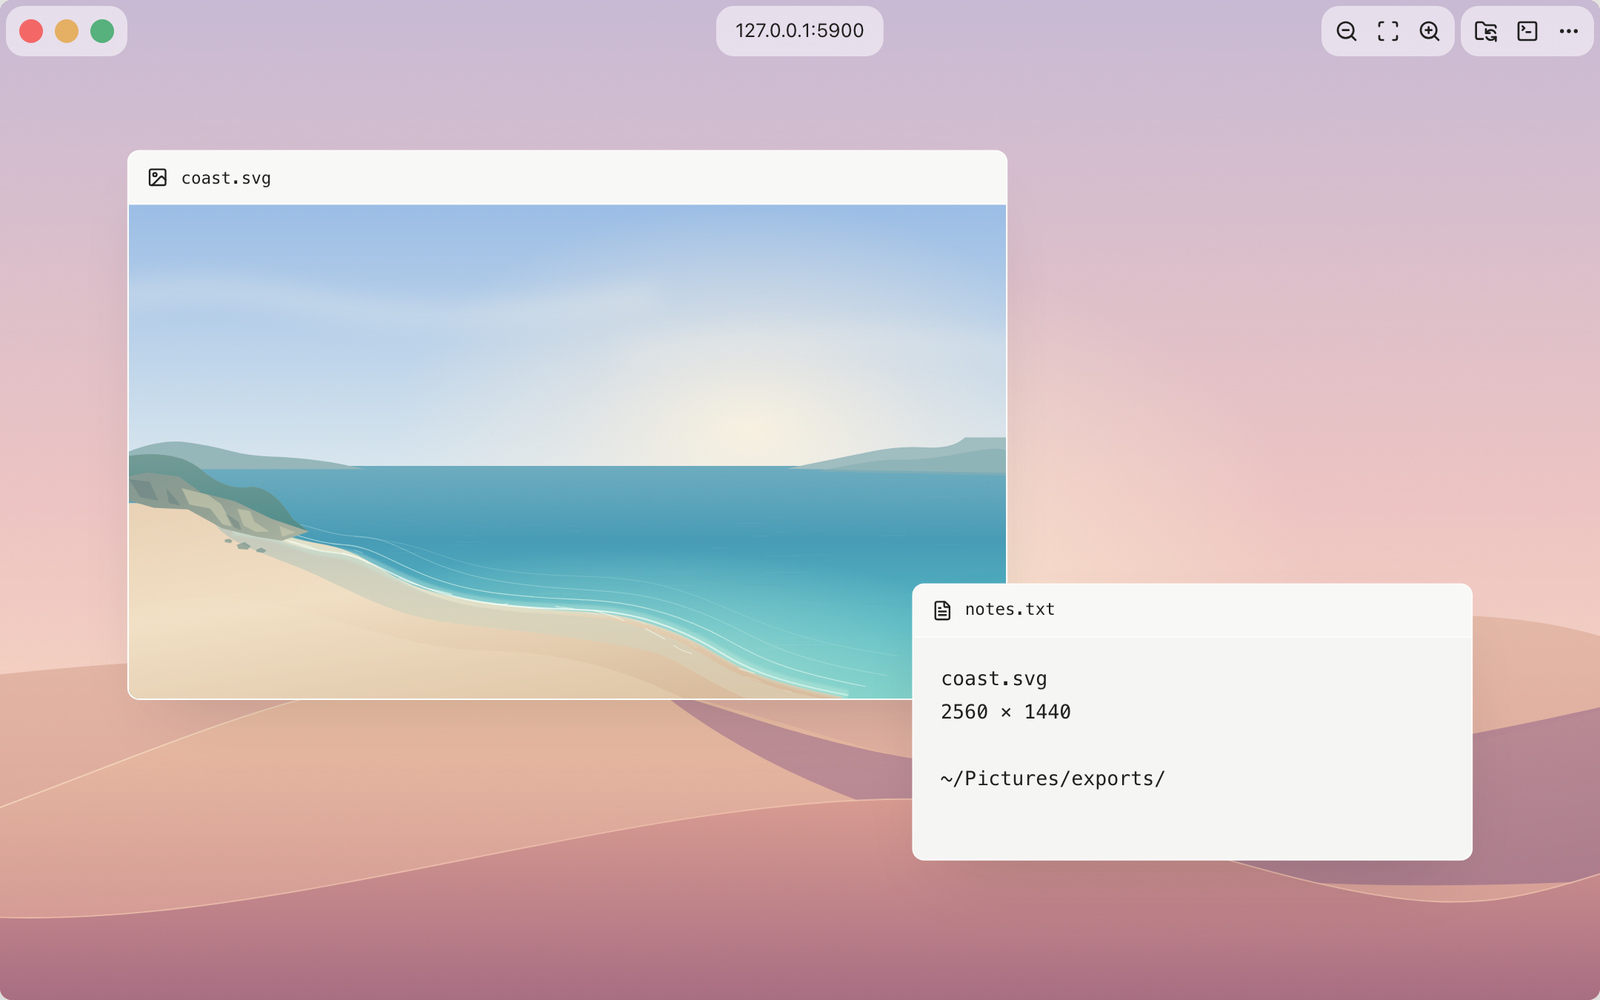 127.0.0.1:5900
coast.svg
notes.txt
coast.svg
2560 × 1440
~/Pictures/exports/